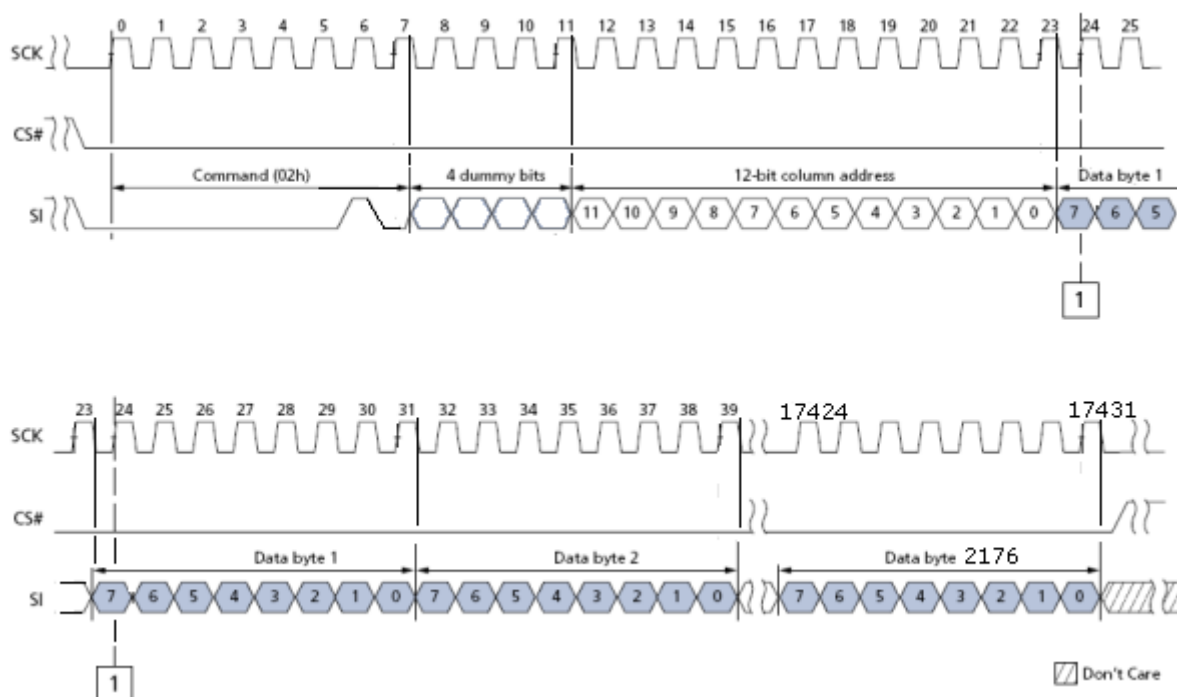 0 1 2 3 4 5 6 7 8 9 10 11 12 13 14 15 16 17 18 19 20 21 22 23 24 25
SCK
CS#
Command (02h) 4 dummy bits 12-bit column address Data byte 1
SI 11 10 9 8 7 6 5 4 3 2 1 0 7 6 5
1
23 24 25 26 27 28 29 30 31 32 33 34 35 36 37 38 39 17424 17431
SCK
CS#
Data byte 1 Data byte 2 Data byte 2176
SI 7 6 5 4 3 2 1 0 7 6 5 4 3 2 1 0 7 6 5 4 3 2 1 0
1
Don't Care